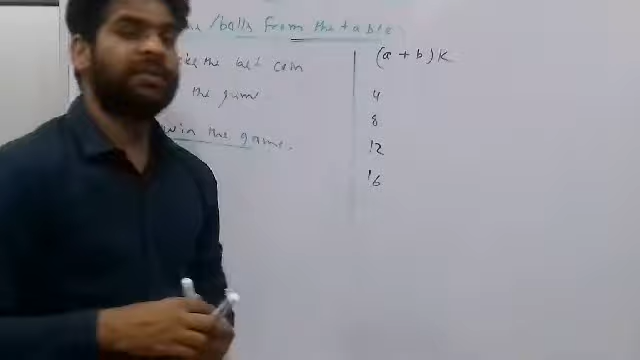 /balls from the table
the last coin
the game
win the game.
(a + b) K
4
8
12
16